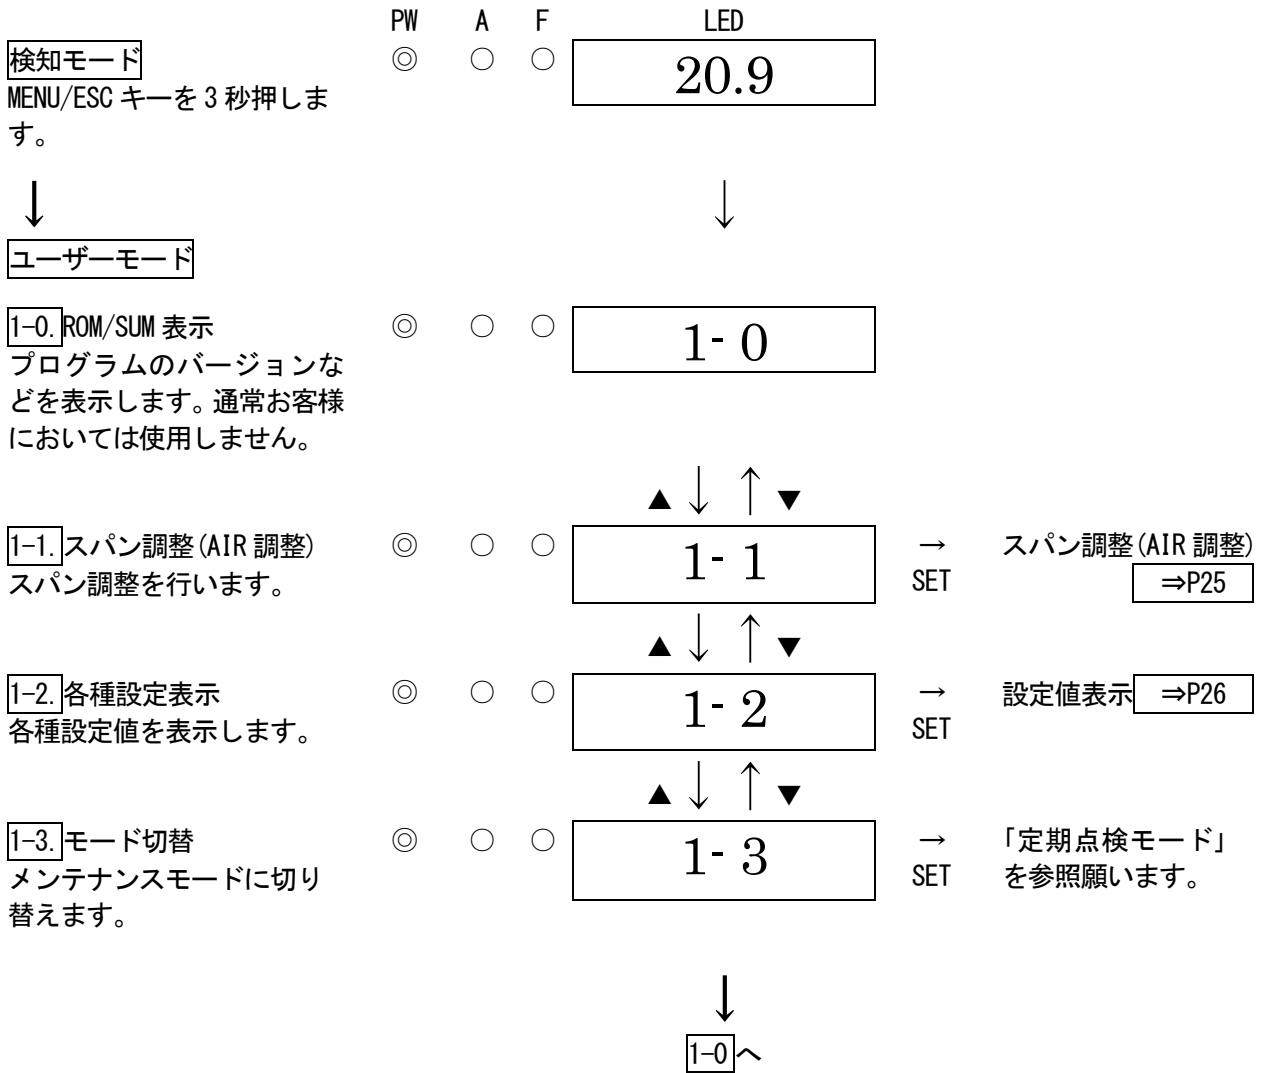 PW A F LED
検知モード ◎ ○ ○ 20.9
MENU/ESC キーを 3 秒押しま
す。
↓ ↓
ユーザーモード
1-0.ROM/SUM 表示 ◎ ○ ○ 1- 0
プログラムのバージョンな
どを表示します。通常お客様
においては使用しません。
▲ ↓ ↑ ▼
1-1.スパン調整(AIR 調整) ◎ ○ ○ 1- 1 → スパン調整(AIR 調整)
スパン調整を行います。 SET ⇒P25
▲ ↓ ↑ ▼
1-2.各種設定表示 ◎ ○ ○ 1- 2 → 設定値表示 ⇒P26
各種設定値を表示します。 SET
▲ ↓ ↑ ▼
1-3.モード切替 ◎ ○ ○ 1- 3 → 「定期点検モード」
メンテナンスモードに切り SET を参照願います。
替えます。
↓
1-0 へ